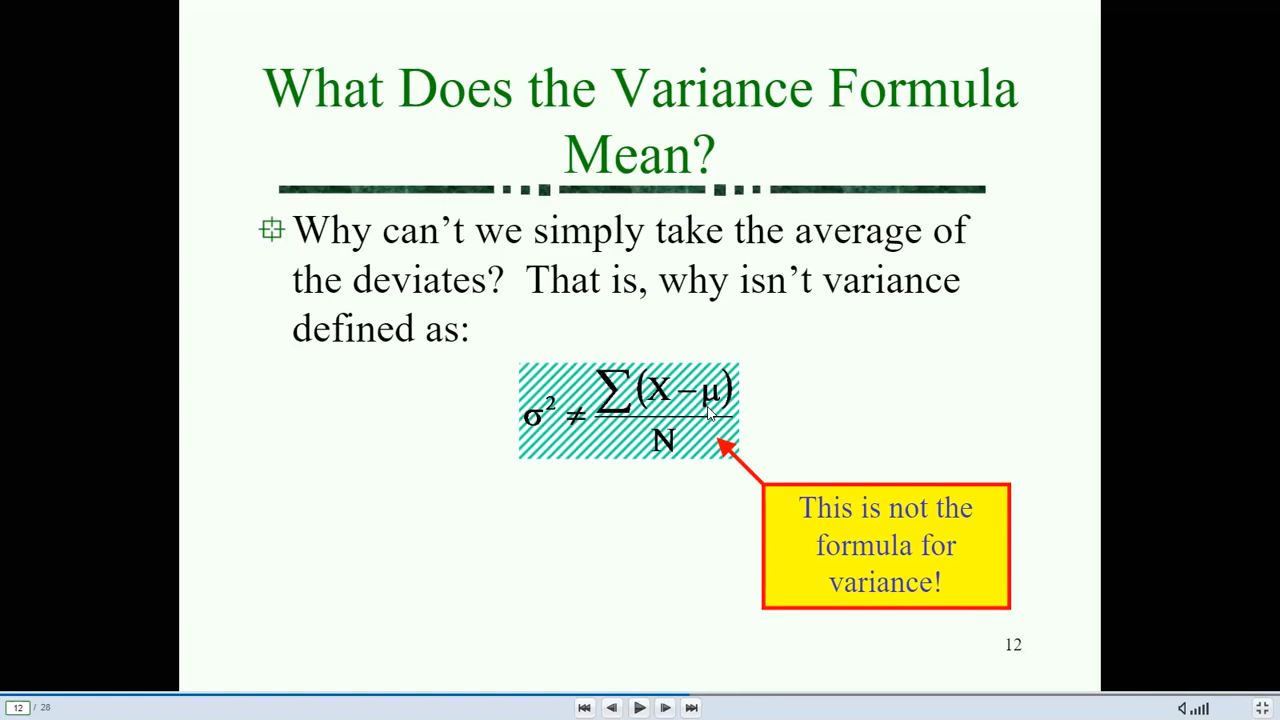 What Does the Variance Formula
Mean?
Why can’t we simply take the average of
the deviates?  That is, why isn’t variance
defined as:
σ² ≠ ∑(X – μ) / N
This is not the
formula for
variance!
12
12 / 28